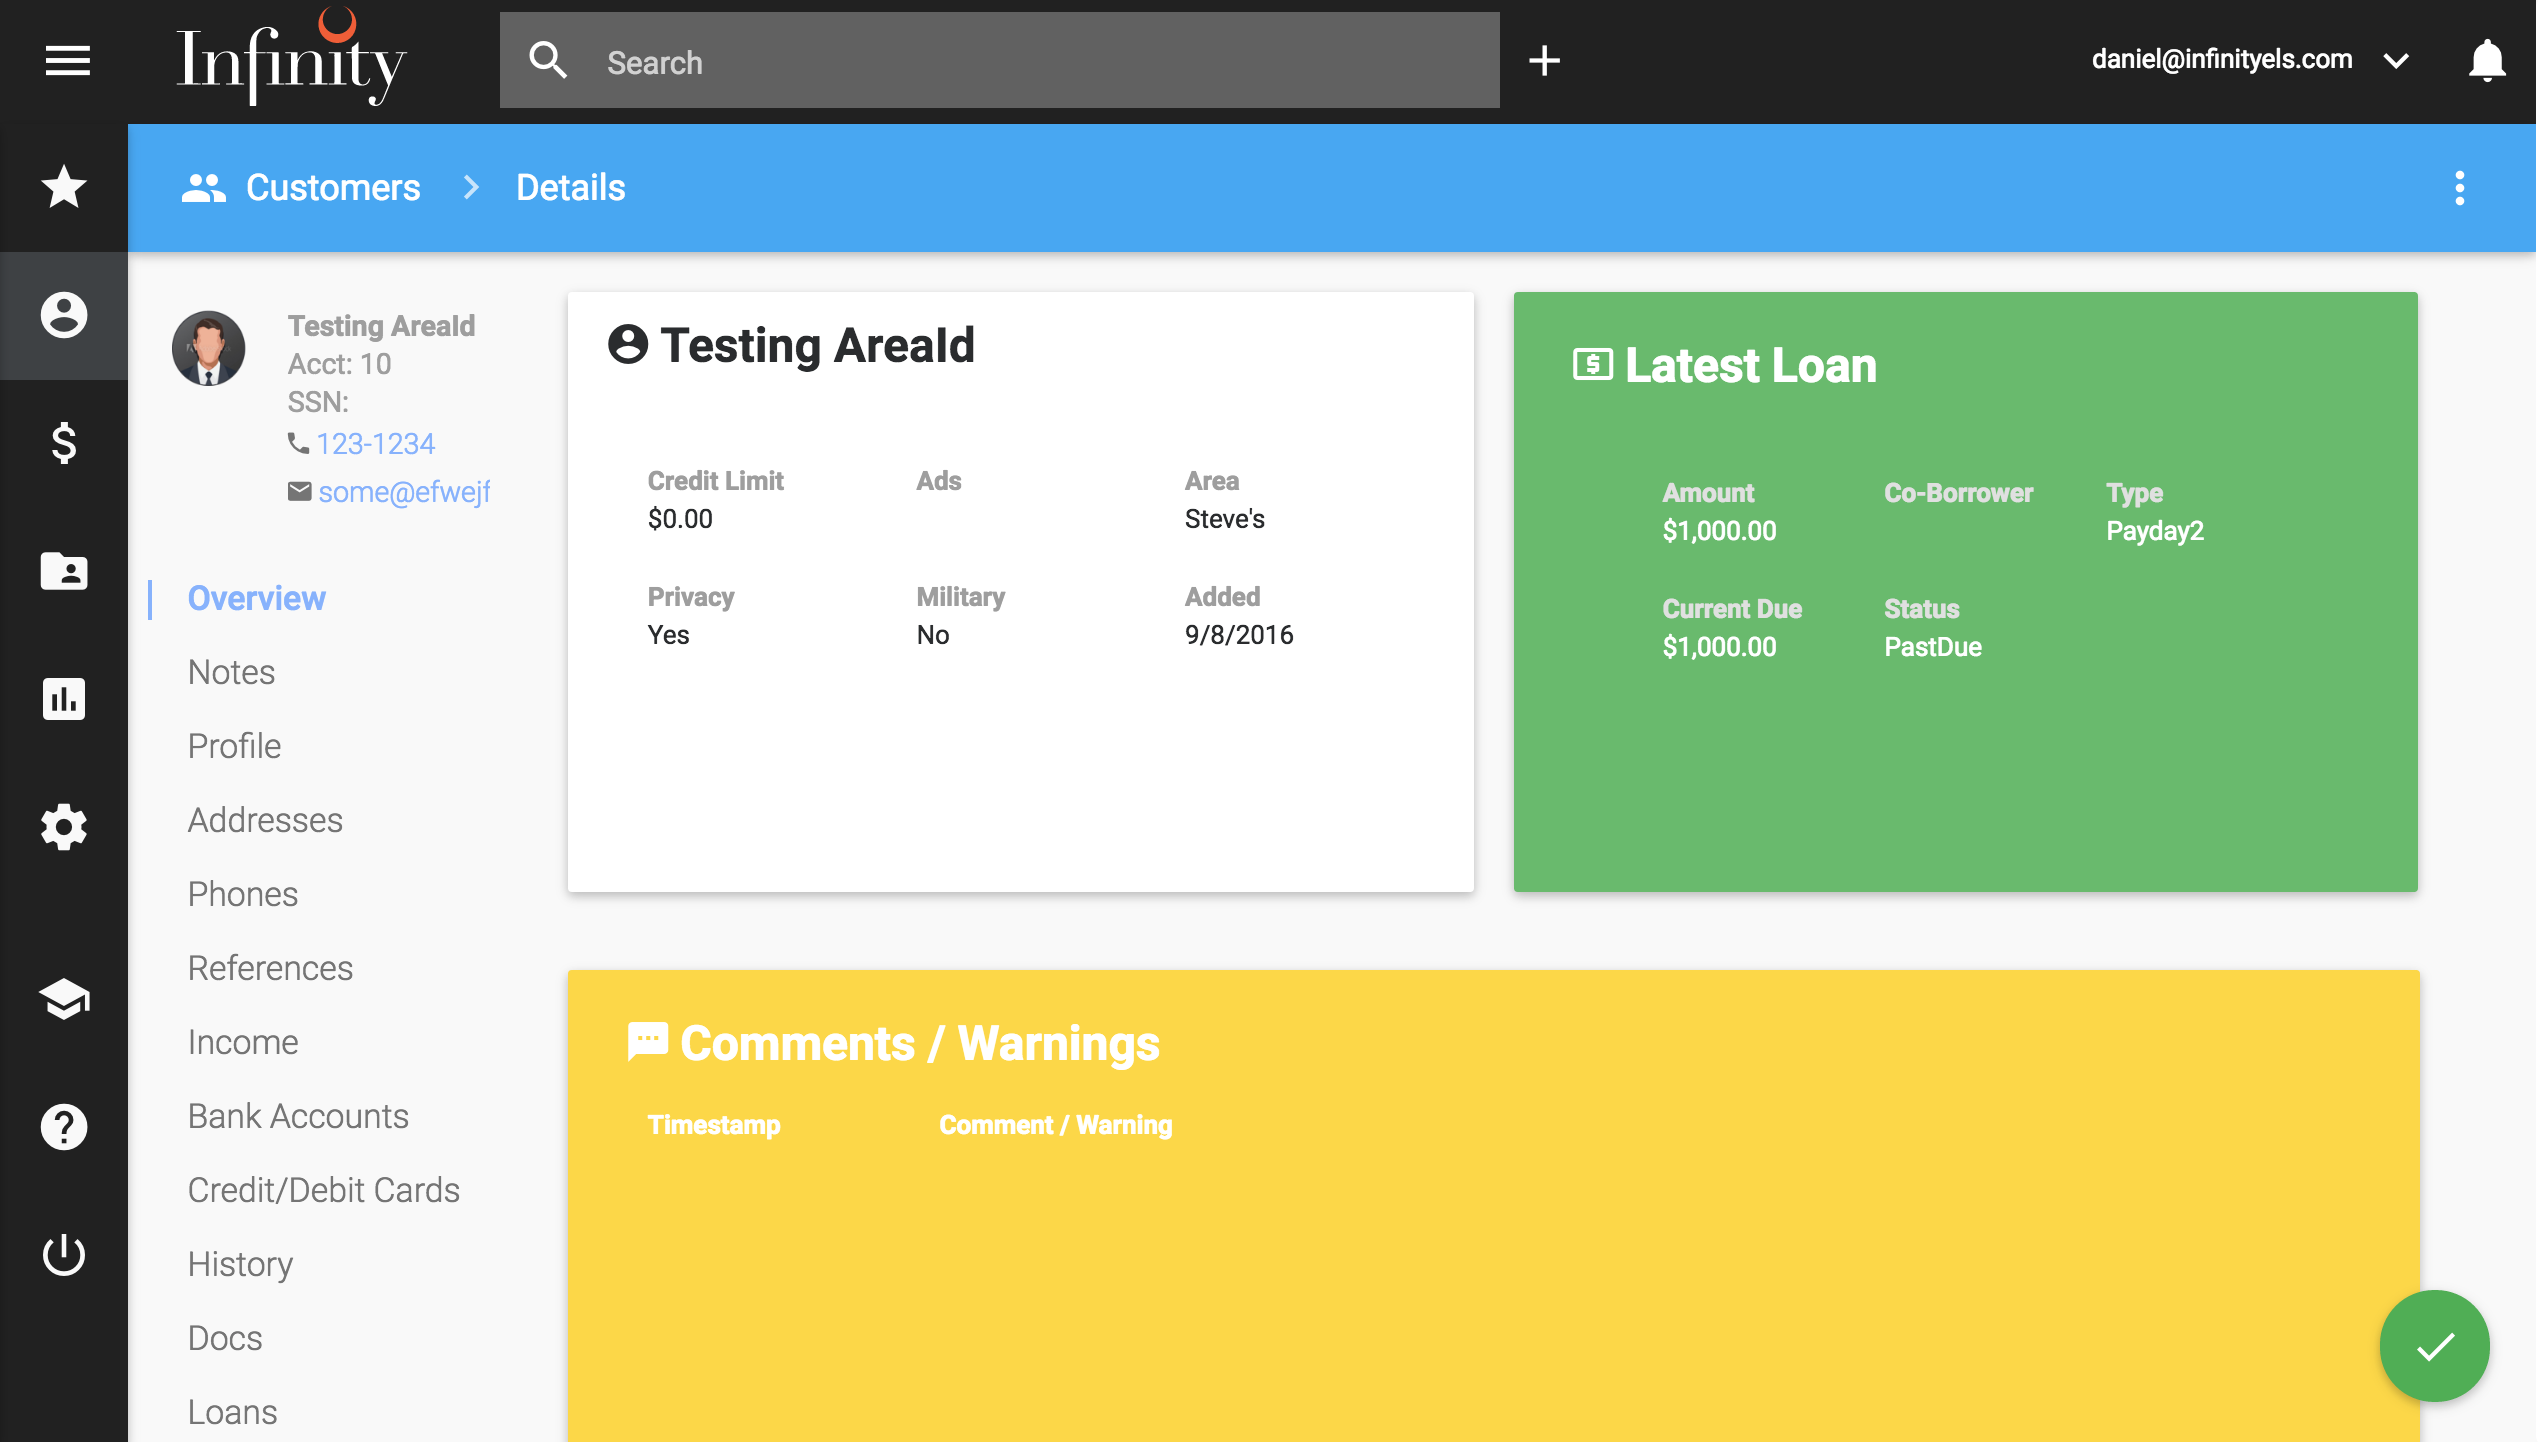 Infinity
Search
daniel@infinityels.com
Customers
Details
Testing AreaId
Acct: 10
SSN:
123-1234
some@efwejf
Overview
Notes
Profile
Addresses
Phones
References
Income
Bank Accounts
Credit/Debit Cards
History
Docs
Loans
Testing AreaId
Credit Limit
Ads
Area
$0.00
Steve's
Privacy
Military
Added
Yes
No
9/8/2016
Latest Loan
Amount
Co-Borrower
Type
$1,000.00
Payday2
Current Due
Status
$1,000.00
PastDue
Comments / Warnings
Timestamp
Comment / Warning